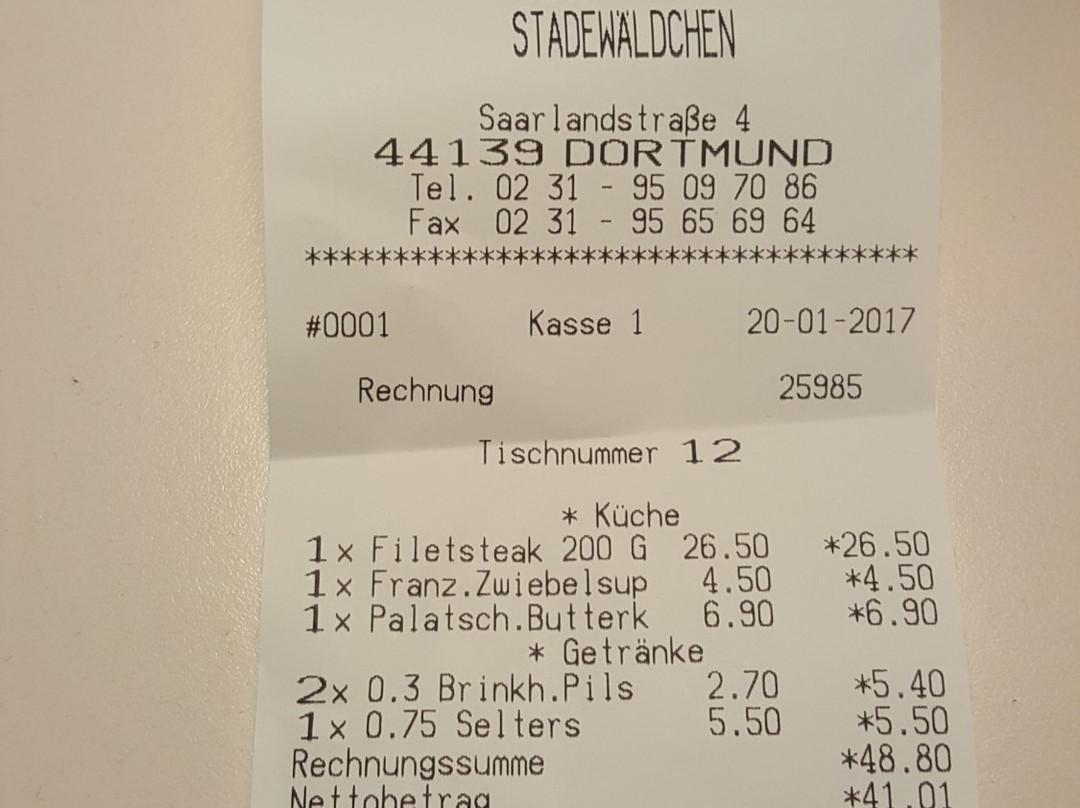 STADEWÄLDCHEN
Saarlandstraße 4
44139 DORTMUND
Tel. 02 31 - 95 09 70 86
Fax 02 31 - 95 65 69 64
************************************
#0001 Kasse 1 20-01-2017
Rechnung 25985
Tischnummer 12
* Küche
1x Filetsteak 200 G 26.50 *26.50
1x Franz.Zwiebelsup 4.50 *4.50
1x Palatsch.Butterk 6.90 *6.90
* Getränke
2x 0.3 Brinkh.Pils 2.70 *5.40
1x 0.75 Selters 5.50 *5.50
Rechnungssumme *48.80
Nettobetrag *41.01